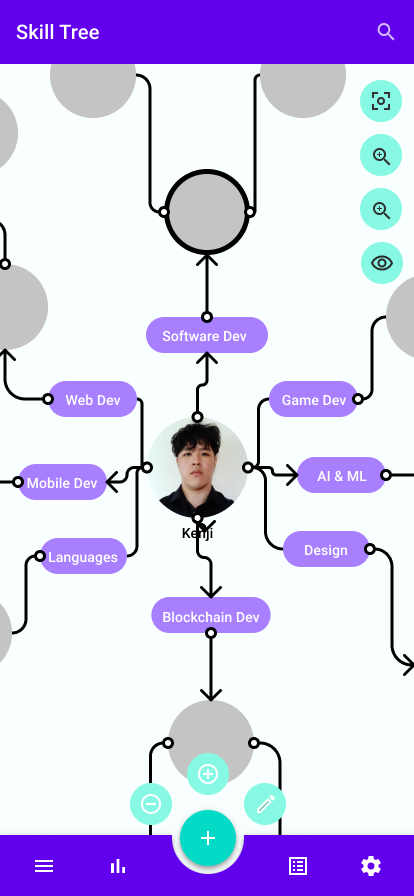 Skill Tree
Software Dev
Web Dev
Game Dev
Mobile Dev
AI & ML
Kenji
Languages
Design
Blockchain Dev